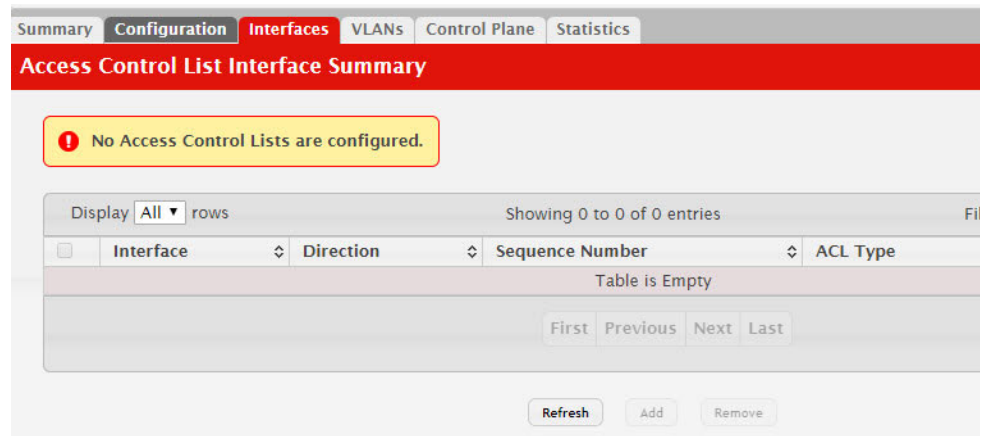 Summary Configuration Interfaces VLANs Control Plane Statistics
Access Control List Interface Summary
No Access Control Lists are configured.
Display All rows Showing 0 to 0 of 0 entries
Interface Direction Sequence Number ACL Type
Table is Empty
First Previous Next Last
Refresh Add Remove